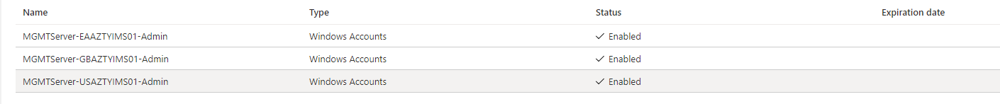 Name Type Status Expiration date
MGMTServer-EAAZTYIMS01-Admin Windows Accounts Enabled
MGMTServer-GBAZTYIMS01-Admin Windows Accounts Enabled
MGMTServer-USAZTYIMS01-Admin Windows Accounts Enabled